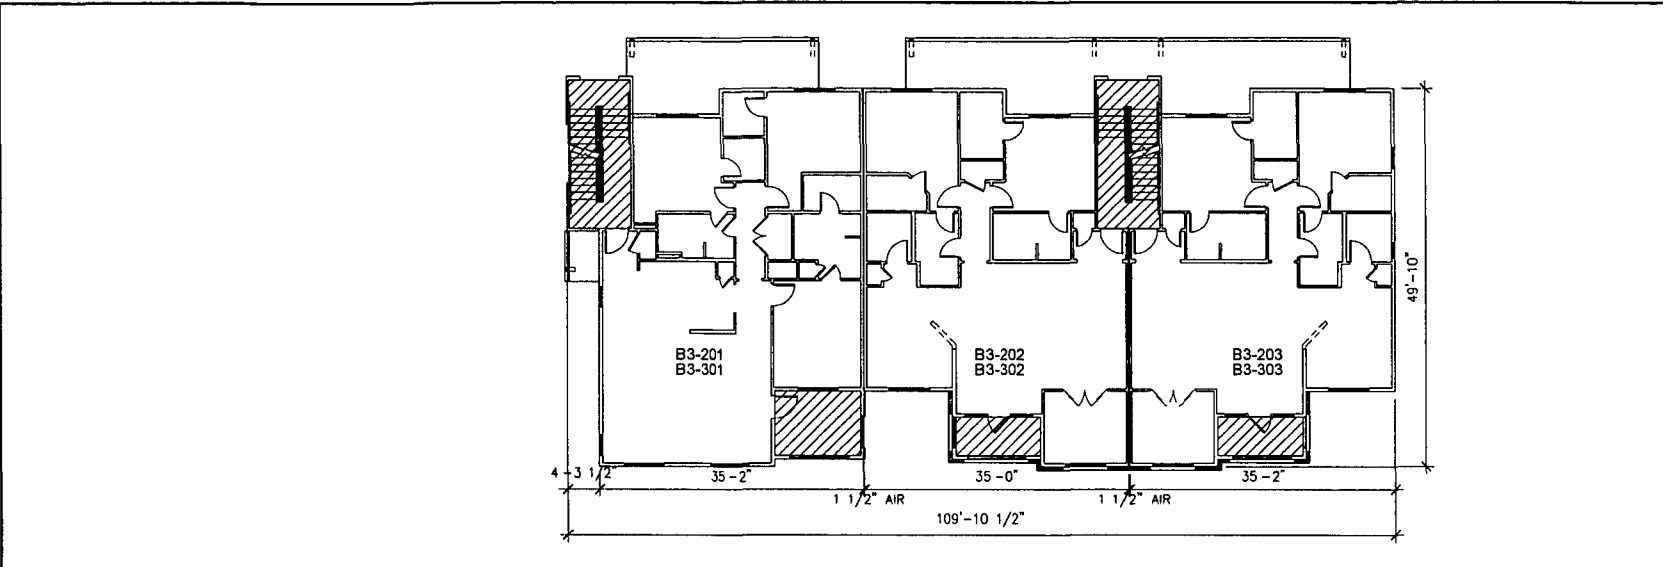 49'-10"
B3-201
B3-301
B3-202
B3-302
B3-203
B3-303
4-3 1/2"
35-2"
35-0"
35-2"
1 1/2" AIR
1 1/2" AIR
109'-10 1/2"